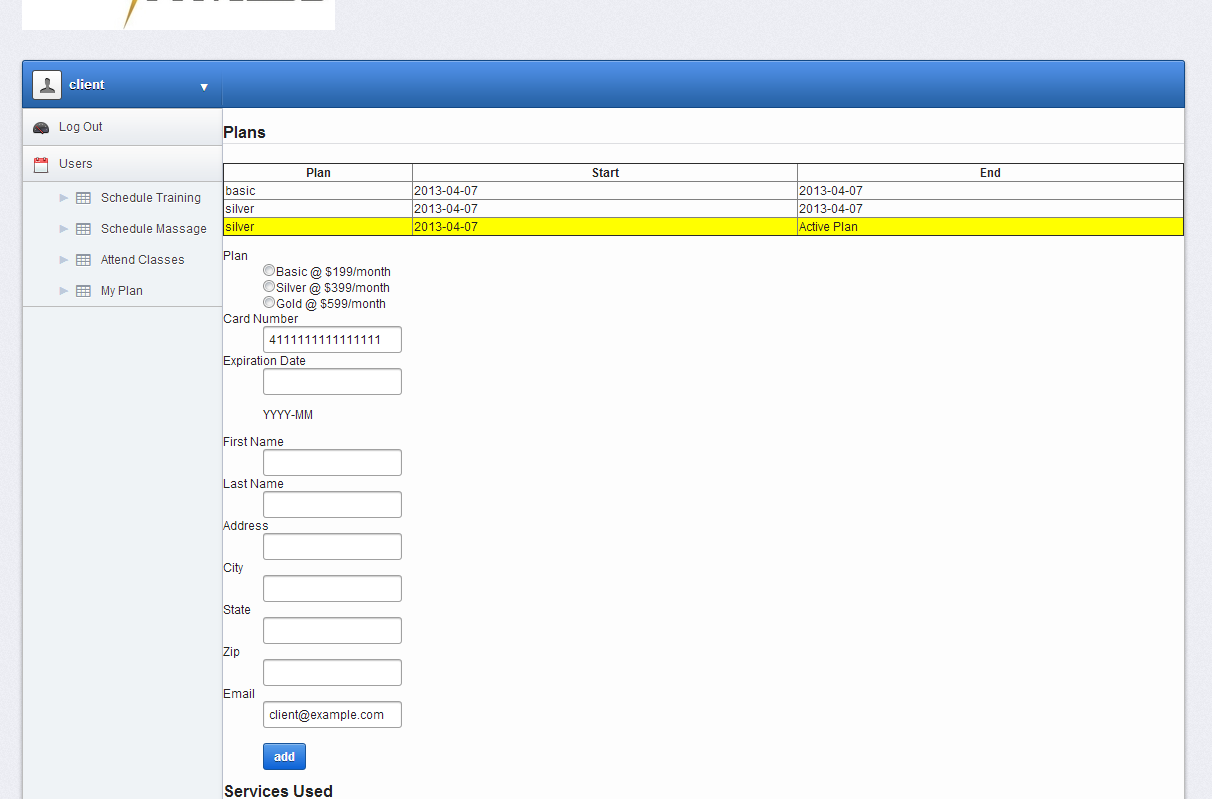 client ▼
Log Out
Users
Schedule Training
Schedule Massage
Attend Classes
My Plan
Plans
Plan Start End
basic 2013-04-07 2013-04-07
silver 2013-04-07 2013-04-07
silver 2013-04-07 Active Plan
Plan
Basic @ $199/month
Silver @ $399/month
Gold @ $599/month
Card Number
4111111111111111
Expiration Date
YYYY-MM
First Name
Last Name
Address
City
State
Zip
Email
client@example.com
add
Services Used